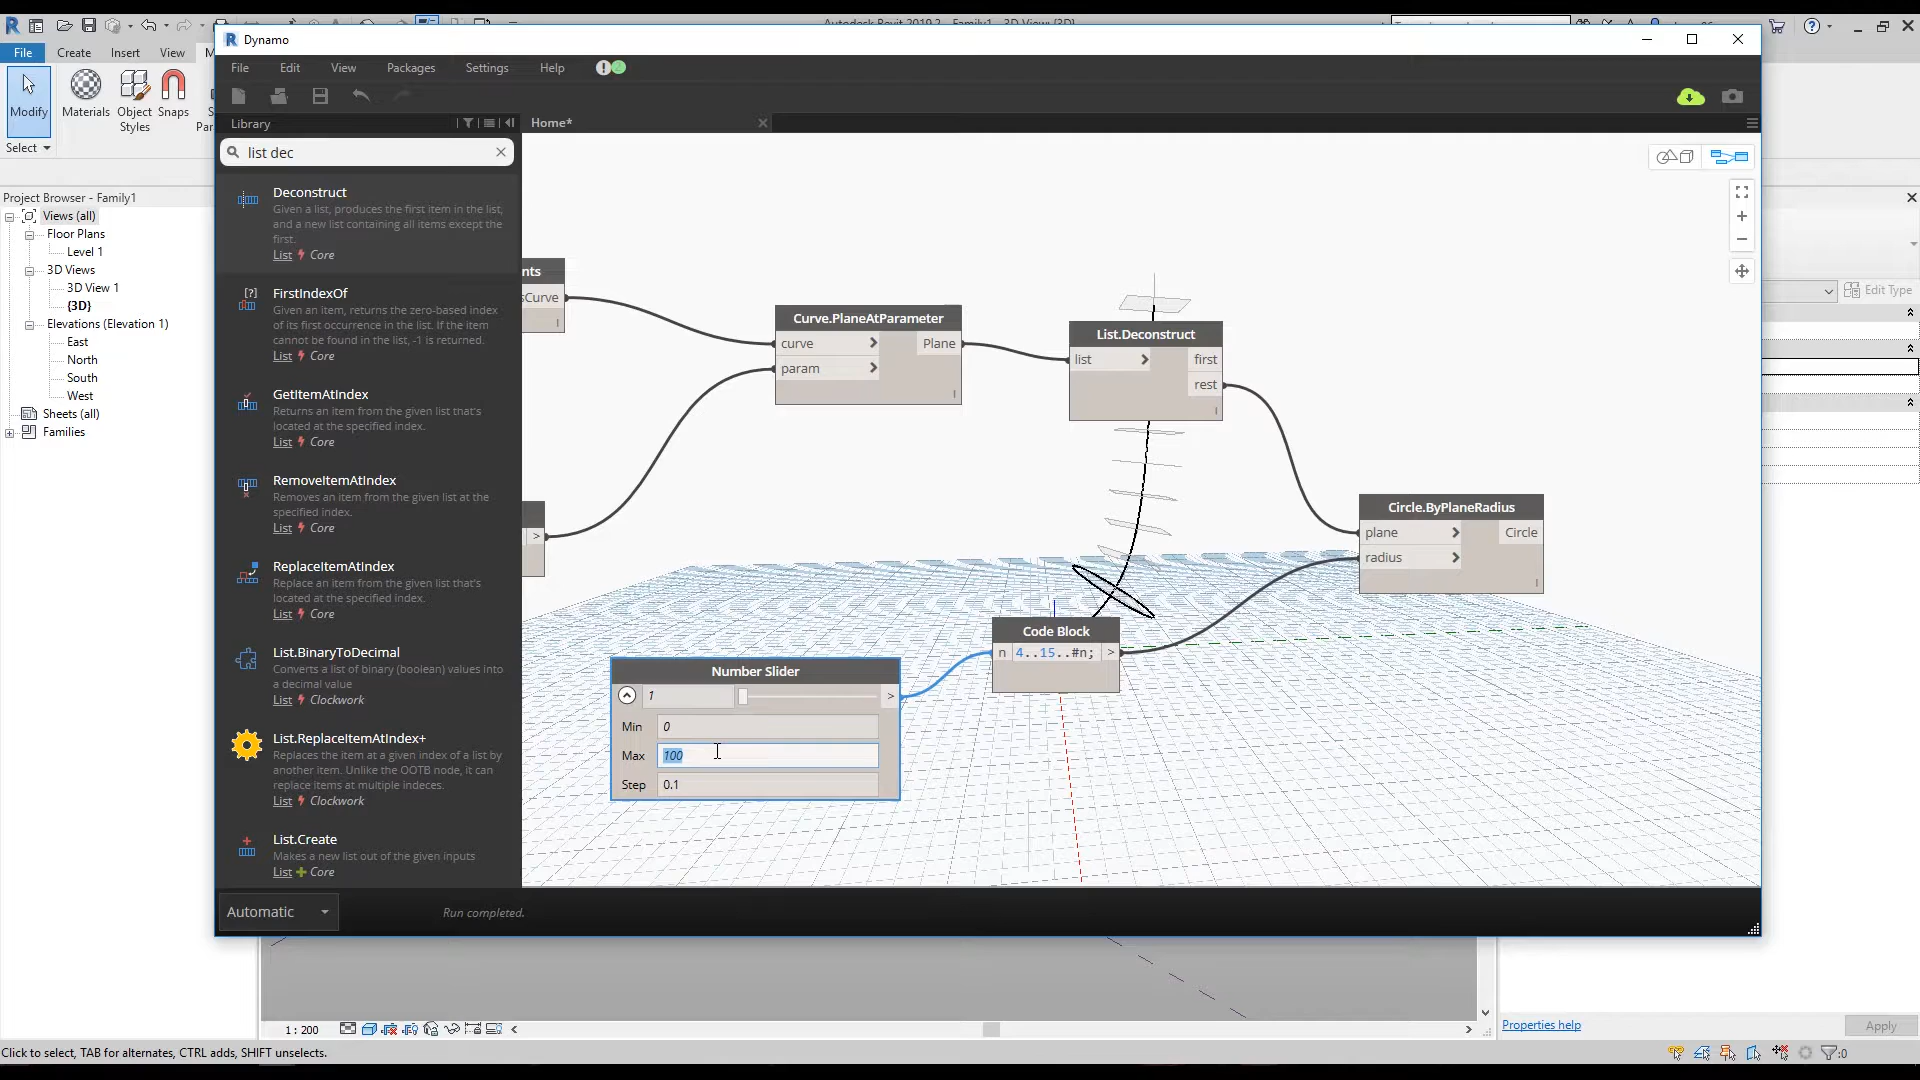 Autodesk Revit 2019.2 - Family1 - 3D View: {3D}
File
Create
Insert
View
Modify
Materials
Object
Styles
Snaps
Select
Project Browser - Family1
Views (all)
Floor Plans
Level 1
3D Views
3D View 1
{3D}
Elevations (Elevation 1)
East
North
South
West
Sheets (all)
Families
Dynamo
File
Edit
View
Packages
Settings
Help
Library
Home*
list dec
Deconstruct
Given a list, produces the first item in the list,
and a new list containing all items except the
first.
List Core
FirstIndexOf
Given an item, returns the zero-based index
of its first occurrence in the list. If the item
cannot be found in the list, -1 is returned.
List Core
GetItemAtIndex
Returns an item from the given list that's
located at the specified index.
List Core
RemoveItemAtIndex
Removes an item from the given list at the
specified index.
List Core
ReplaceItemAtIndex
Replace an item from the given list that's
located at the specified index.
List Core
List.BinaryToDecimal
Converts a list of binary (boolean) values into
a decimal value
List Clockwork
List.ReplaceItemAtIndex+
Replaces the item at a given index of a list by
another item. Unlike the OOTB node, it can
replace items at multiple indeces.
List Clockwork
List.Create
Makes a new list out of the given inputs
List Core
nts
sCurve
>
Curve.PlaneAtParameter
curve >
Plane
param >
List.Deconstruct
list >
first
rest
Circle.ByPlaneRadius
plane >
Circle
radius >
Code Block
n 4..15..#n; >
Number Slider
1 >
Min 0
Max 100
Step 0.1
Automatic
Run completed.
Edit Type
1 : 200
Properties help
Apply
Click to select, TAB for alternates, CTRL adds, SHIFT unselects.
:0